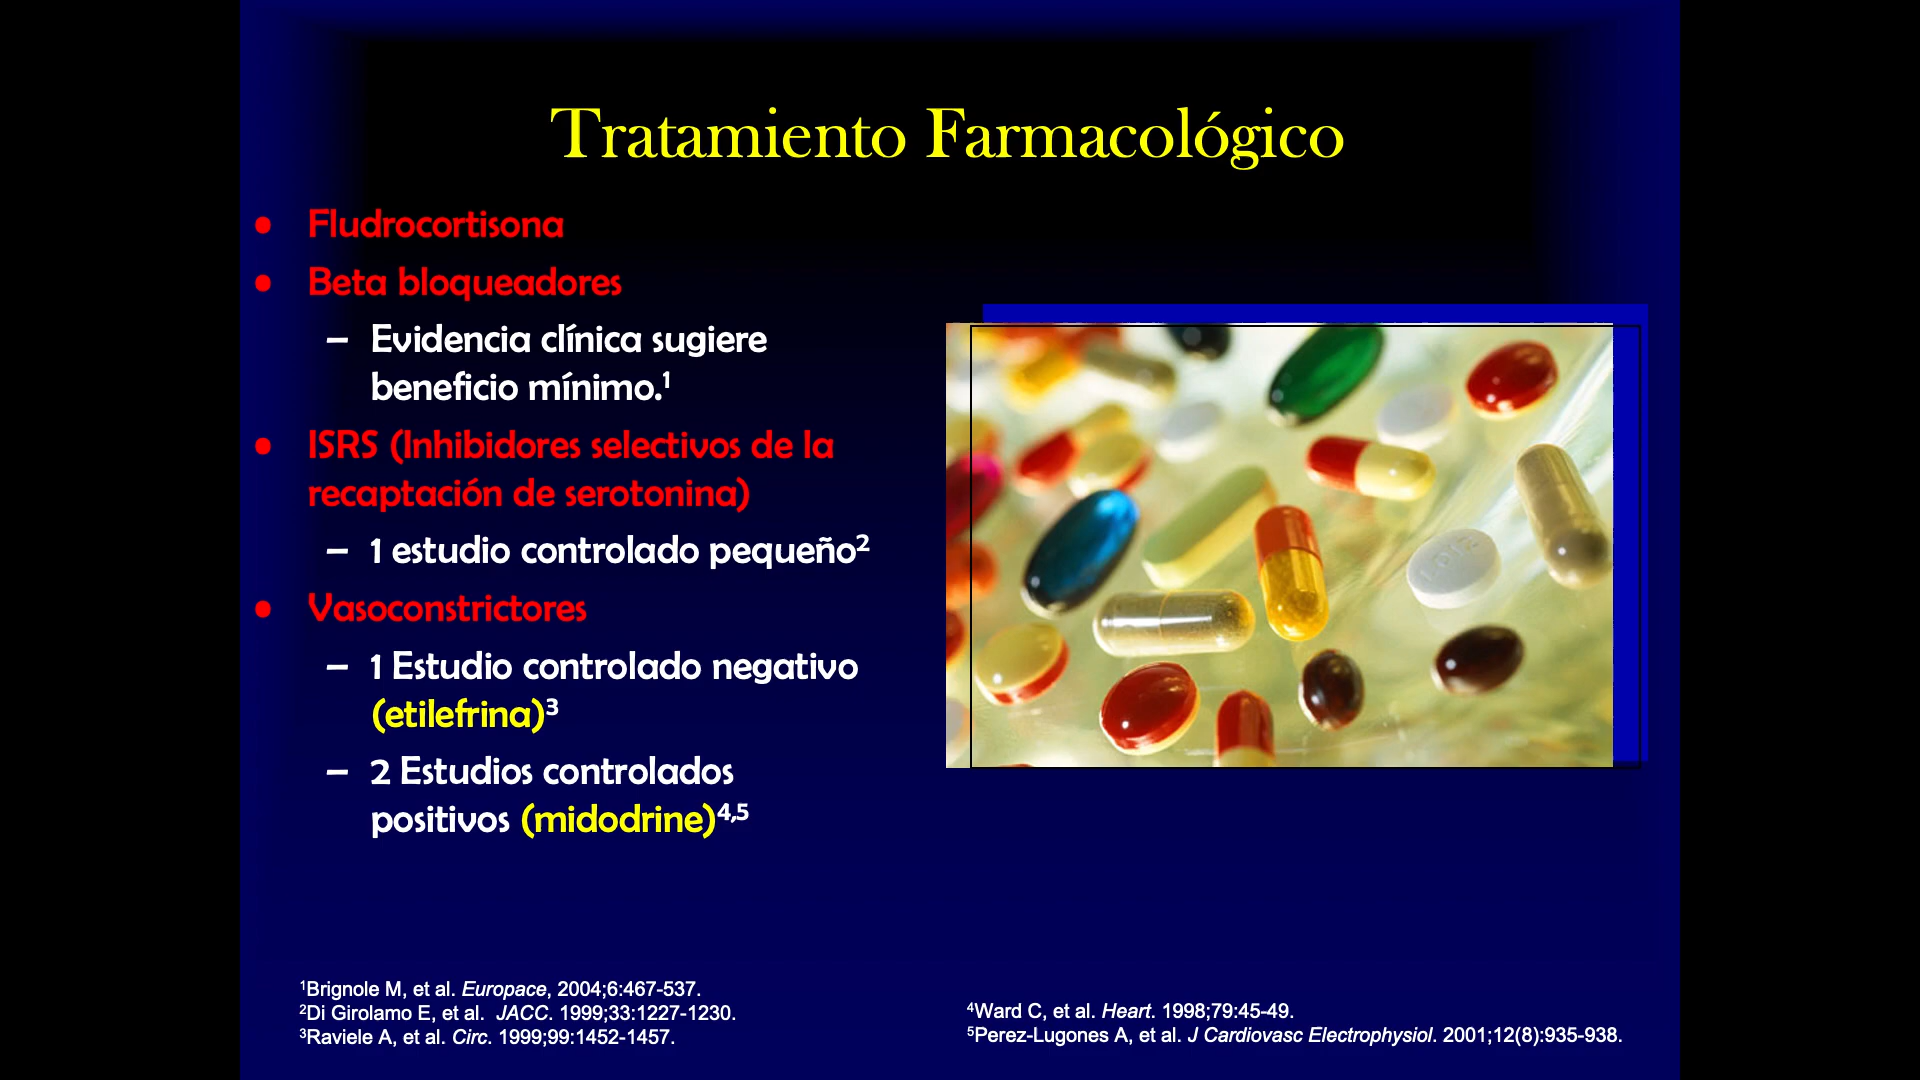 Tratamiento Farmacológico
• Fludrocortisona
• Beta bloqueadores
– Evidencia clínica sugiere
beneficio mínimo.¹
• ISRS (Inhibidores selectivos de la
recaptación de serotonina)
– 1 estudio controlado pequeño²
• Vasoconstrictores
– 1 Estudio controlado negativo
(etilefrina)³
– 2 Estudios controlados
positivos (midodrine)⁴,⁵
¹Brignole M, et al. Europace, 2004;6:467-537.
²Di Girolamo E, et al. JACC. 1999;33:1227-1230.
³Raviele A, et al. Circ. 1999;99:1452-1457.
⁴Ward C, et al. Heart. 1998;79:45-49.
⁵Perez-Lugones A, et al. J Cardiovasc Electrophysiol. 2001;12(8):935-938.